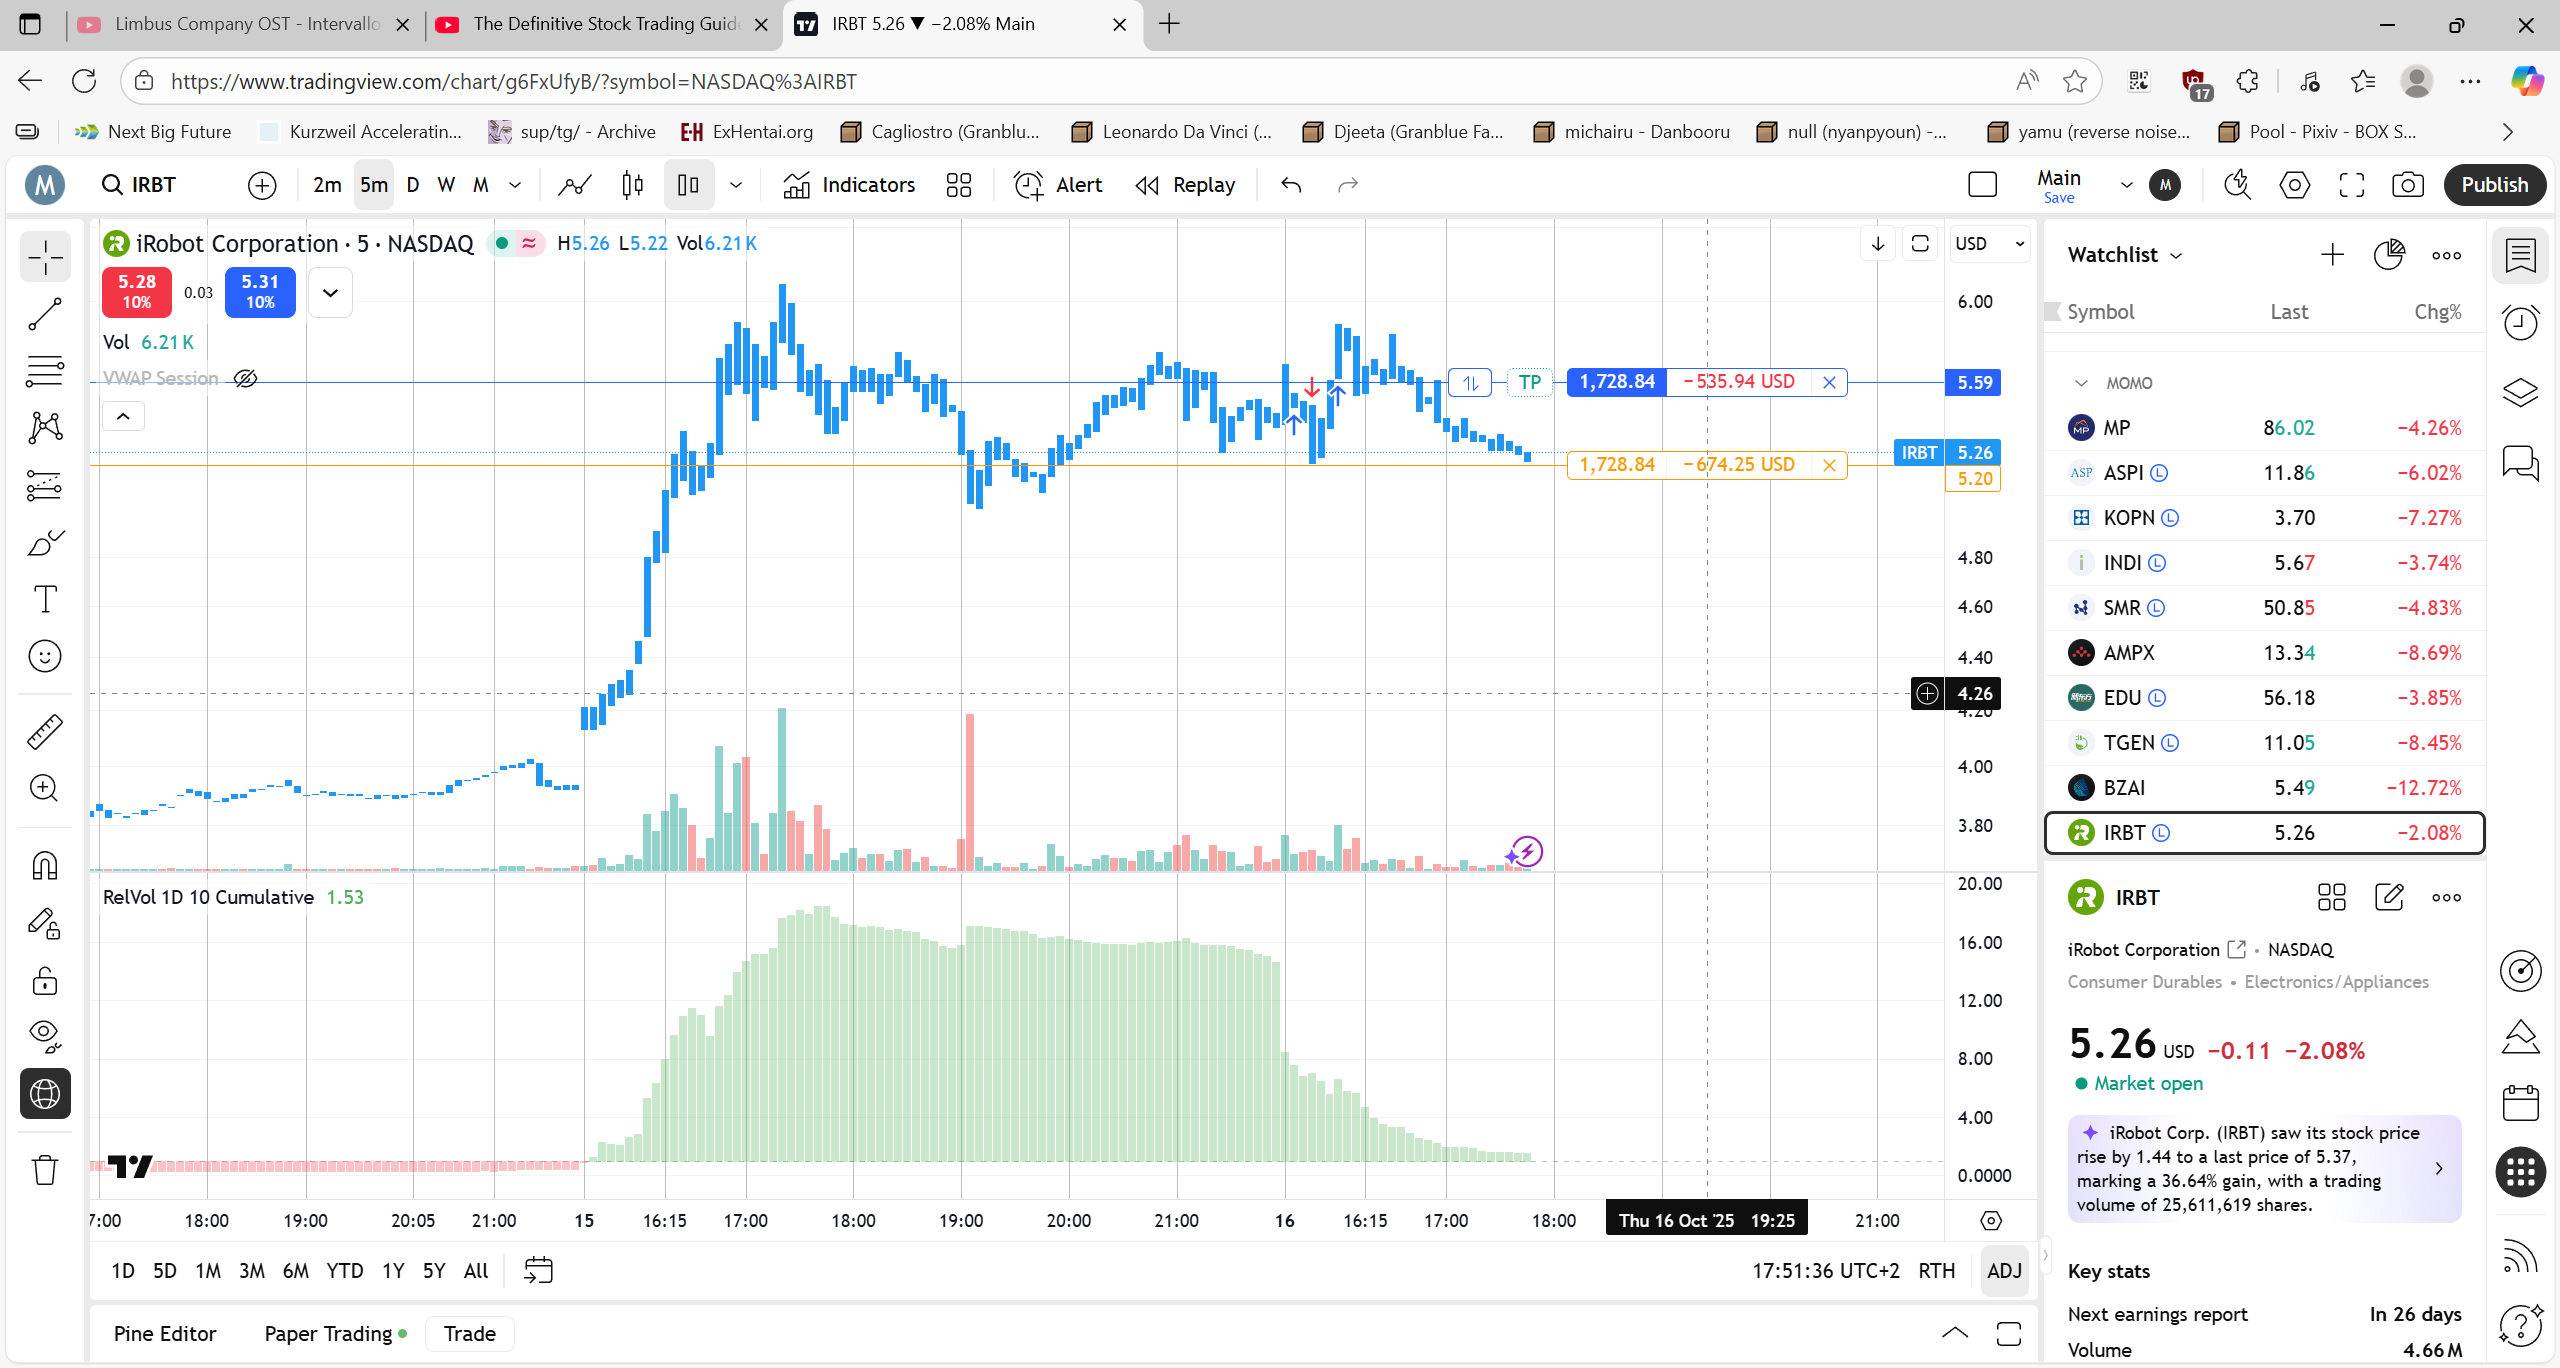 Limbus Company OST - Intervallo
The Definitive Stock Trading Guid
IRBT 5.26 ▼ −2.08% Main
https://www.tradingview.com/chart/g6FxUfyB/?symbol=NASDAQ%3AIRBT
17
Next Big Future
Kurzweil Acceleratin...
sup/tg/ - Archive
EH ExHentai.org
Cagliostro (Granblu...
Leonardo Da Vinci (...
Djeeta (Granblue Fa...
michairu - Danbooru
null (nyanpyoun) -...
yamu (reverse noise...
Pool - Pixiv - BOX S...
M
IRBT
2m 5m D W M
Indicators
Alert
Replay
Main
Save
M
Publish
iRobot Corporation · 5 · NASDAQ
H5.26 L5.22 Vol6.21 K
5.28
10%
0.03
5.31
10%
Vol 6.21 K
VWAP Session
USD
6.00
TP
1,728.84 −535.94 USD
5.59
IRBT 5.26
1,728.84 −674.25 USD
5.20
4.80
4.60
4.40
4.26
4.20
4.00
3.80
RelVol 1D 10 Cumulative 1.53
20.00
16.00
12.00
8.00
4.00
0.0000
7:00 18:00 19:00 20:05 21:00 15 16:15 17:00 18:00 19:00 20:00 21:00 16 16:15 17:00 18:00 Thu 16 Oct '25 19:25 21:00
1D 5D 1M 3M 6M YTD 1Y 5Y All
17:51:36 UTC+2 RTH ADJ
Pine Editor
Paper Trading
Trade
Watchlist
Symbol Last Chg%
MOMO
MP 86.02 −4.26%
ASP ASPI L 11.86 −6.02%
KOPN L 3.70 −7.27%
INDI L 5.67 −3.74%
SMR L 50.85 −4.83%
AMPX 13.34 −8.69%
EDU L 56.18 −3.85%
TGEN L 11.05 −8.45%
BZAI 5.49 −12.72%
IRBT L 5.26 −2.08%
IRBT
iRobot Corporation · NASDAQ
Consumer Durables • Electronics/Appliances
5.26 USD −0.11 −2.08%
Market open
iRobot Corp. (IRBT) saw its stock price
rise by 1.44 to a last price of 5.37,
marking a 36.64% gain, with a trading
volume of 25,611,619 shares.
Key stats
Next earnings report In 26 days
Volume 4.66 M